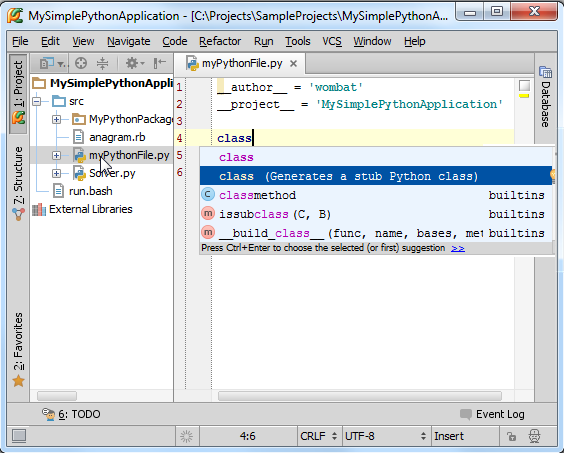 MySimplePythonApplication - [C:\Projects\SampleProjects\MySimplePythonA...
File Edit View Navigate Code Refactor Run Tools VCS Window Help
1: Project
7: Structure
2: Favorites
MySimplePythonAppli
src
MyPythonPackage
anagram.rb
myPythonFile.py
Solver.py
run.bash
External Libraries
myPythonFile.py
1 __author__ = 'wombat'
2 __project__ = 'MySimplePythonApplication'
3
4 class
5
6
class
class (Generates a stub Python class)
classmethod builtins
issubclass(C, B) builtins
__build_class__(func, name, bases, met builtins
Press Ctrl+Enter to choose the selected (or first) suggestion >>
Database
6: TODO
Event Log
4:6 CRLF UTF-8 Insert